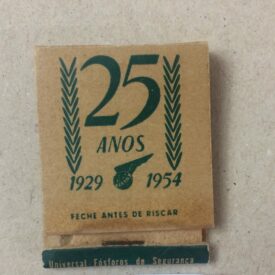 25
ANOS
1929 1954
FECHE ANTES DE RISCAR
Universal Fósforos de Segurança